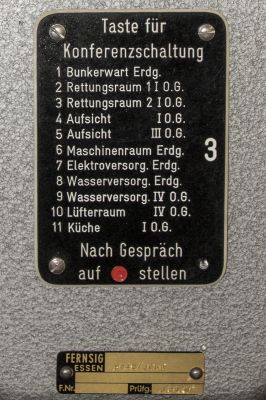 Taste für
Konferenzschaltung
1 Bunkerwart Erdg.
2 Rettungsraum 1 I O.G.
3 Rettungsraum 2 I O.G.
4 Aufsicht I O.G.
5 Aufsicht III O.G.
6 Maschinenraum Erdg.
7 Elektroversorg. Erdg.
8 Wasserversorg. Erdg.
9 Wasserversorg. IV O.G.
10 Lüfterraum IV O.G.
11 Küche I O.G.
3
Nach Gespräch
auf stellen
FERNSIG
ESSEN
F.Nr. Prüfg.